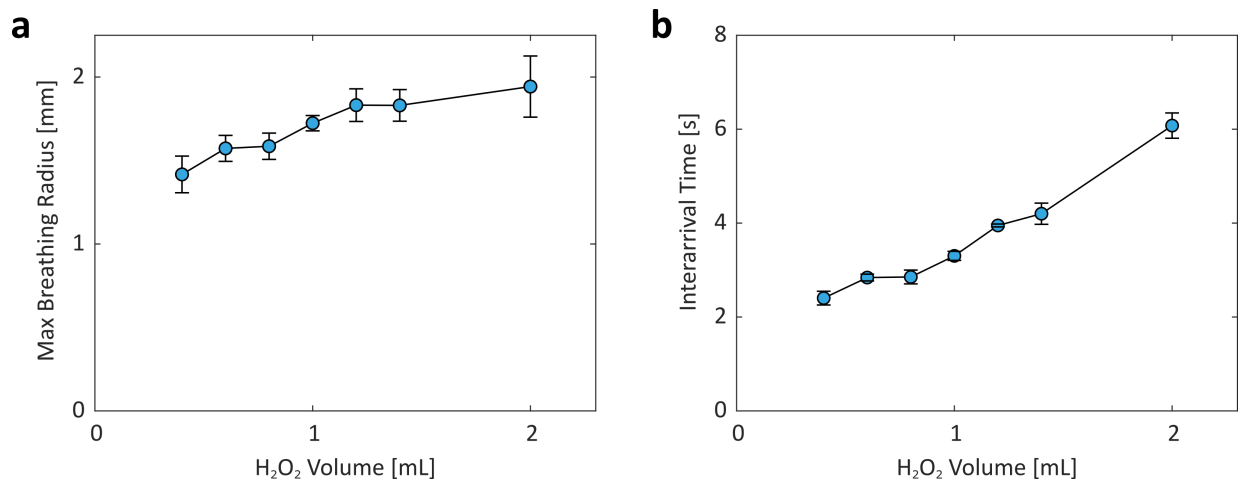 a
Max Breathing Radius [mm]
2
1
0
0
1
2
H₂O₂ Volume [mL]
b
Interarrival Time [s]
8
6
4
2
0
0
1
2
H₂O₂ Volume [mL]